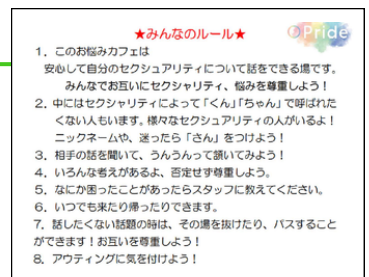 ★みんなのルール★
Pride
1．このお悩みカフェは
安心して自分のセクシュアリティについて話をできる場です。
みんなでお互いにセクシャリティ、悩みを尊重しよう！
2．中にはセクシャリティによって「くん」「ちゃん」で呼ばれた
くない人もいます。様々なセクシュアリティの人がいるよ！
ニックネームや、迷ったら「さん」をつけよう！
3．相手の話を聞いて、うんうんって頷いてみよう！
4．いろんな考えがあるよ、否定せず尊重しよう。
5．なにか困ったことがあったらスタッフに教えてください。
6．いつでも来たり帰ったりできます。
7．話したくない話題の時は、その場を抜けたり、パスすること
ができます！お互いを尊重しよう！
8．アウティングに気を付けよう！